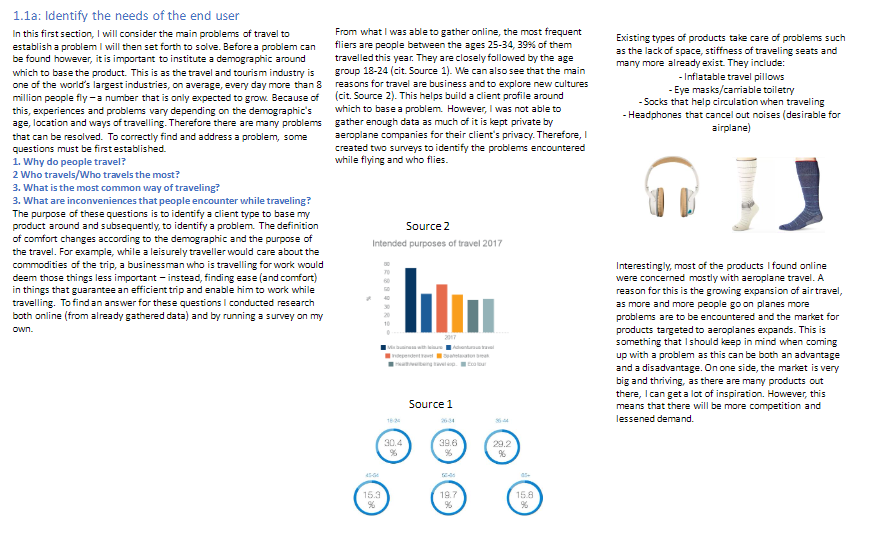 1.1a: Identify the needs of the end user
In this first section, I will consider the main problems of travel to
establish a problem I will then set forth to solve. Before a problem can
be found however, it is important to institute a demographic around
which to base the product. This is as the travel and tourism industry is
one of the world's largest industries, on average, every day more than 8
million people fly – a number that is only expected to grow. Because of
this, experiences and problems vary depending on the demographic's
age, location and ways of travelling. Therefore there are many problems
that can be resolved. To correctly find and address a problem, some
questions must be first established.
1. Why do people travel?
2 Who travels/Who travels the most?
3. What is the most common way of traveling?
3. What are inconveniences that people encounter while traveling?
The purpose of these questions is to identify a client type to base my
product around and subsequently, to identify a problem. The definition
of comfort changes according to the demographic and the purpose of
the travel. For example, while a leisurely traveller would care about the
commodities of the trip, a businessman who is travelling for work would
deem those things less important – instead, finding ease (and comfort)
in things that guarantee an efficient trip and enable him to work while
travelling. To find an answer for these questions I conducted research
both online (from already gathered data) and by running a survey on my
own.
From what I was able to gather online, the most frequent
fliers are people between the ages 25-34, 39% of them
travelled this year. They are closely followed by the age
group 18-24 (cit. Source 1). We can also see that the main
reasons for travel are business and to explore new cultures
(cit. Source 2). This helps build a client profile around
which to base a problem. However, I was not able to
gather enough data as much of it is kept private by
aeroplane companies for their client's privacy. Therefore, I
created two surveys to identify the problems encountered
while flying and who flies.
Source 2
Intended purposes of travel 2017
80
70
60
50
40
30
20
10
0
%
2017
Mix business with leisure Adventurous travel
Independent travel
Health/wellbeing travel exp. Eco tour
Source 1
30.4 %
39.6 %
29.2 %
15.3 %
19.7 %
15.8 %
Existing types of products take care of problems such
as the lack of space, stiffness of traveling seats and
many more already exist. They include:
- Inflatable travel pillows
- Eye masks/carriable toiletry
- Socks that help circulation when traveling
- Headphones that cancel out noises (desirable for
airplane)
Interestingly, most of the products I found online
were concerned mostly with aeroplane travel. A
reason for this is the growing expansion of air travel,
as more and more people go on planes more
problems are to be encountered and the market for
products targeted to aeroplanes expands. This is
something that I should keep in mind when coming
up with a problem as this can be both an advantage
and a disadvantage. On one side, the market is very
big and thriving, as there are many products out
there, I can get a lot of inspiration. However, this
means that there will be more competition and
lessened demand.